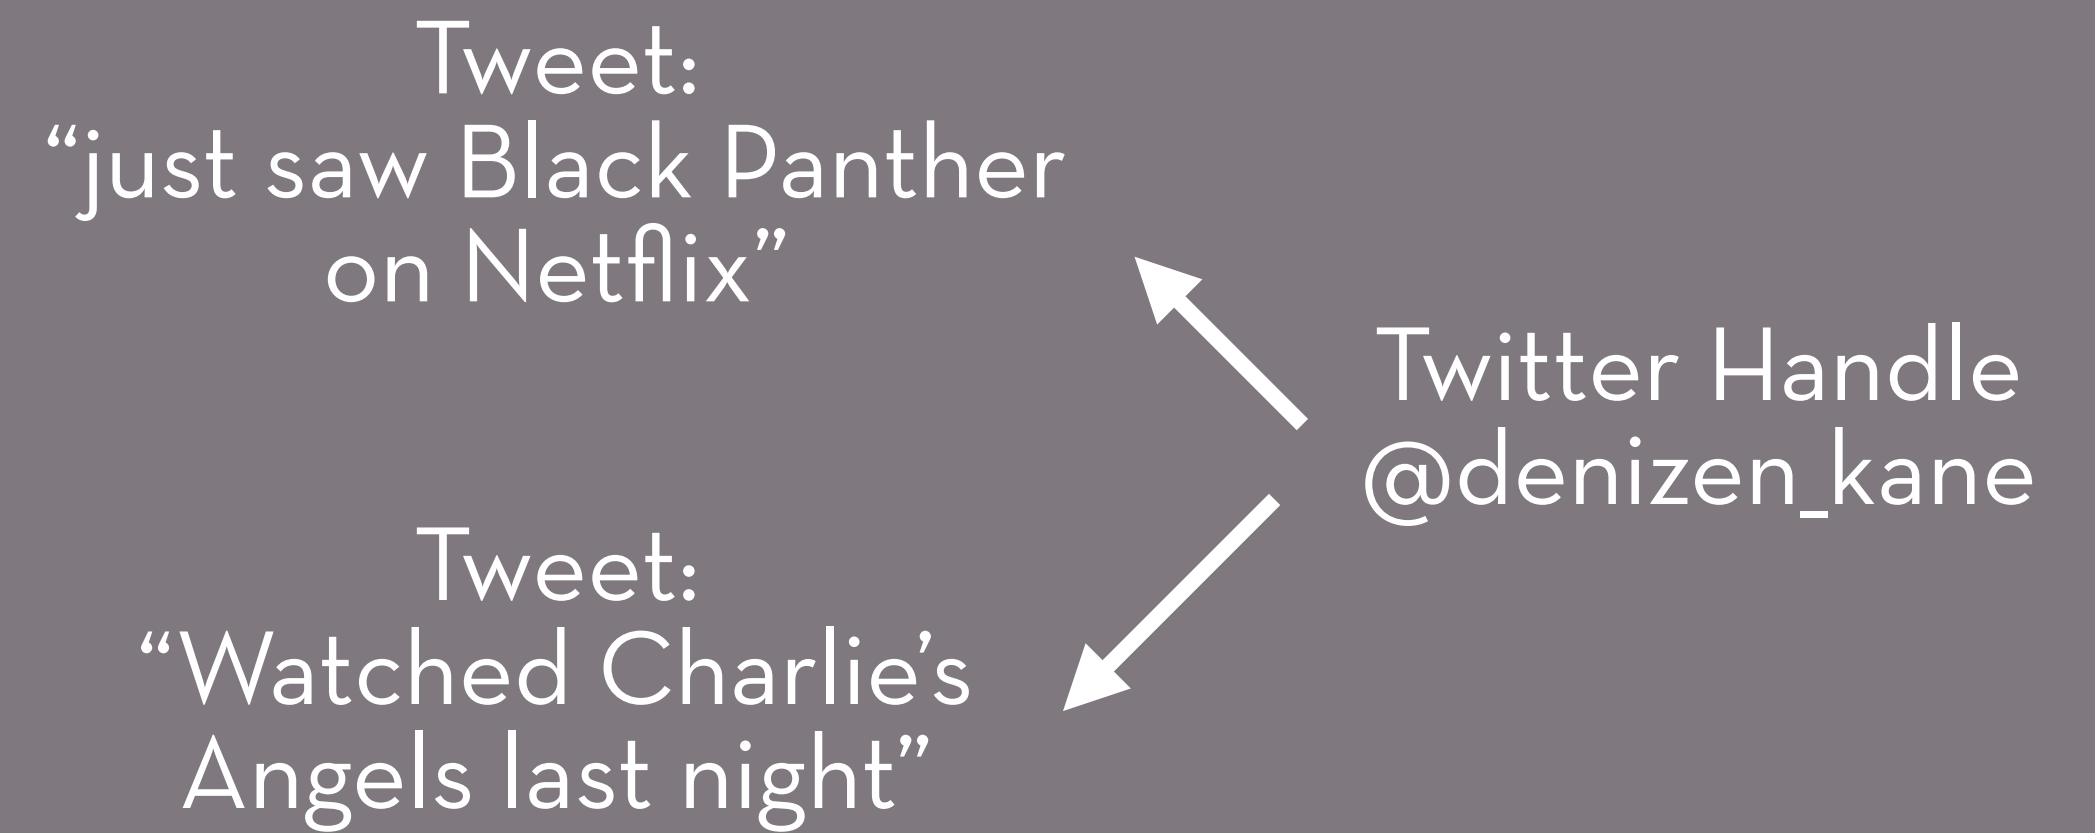 Tweet:
“just saw Black Panther
on Netflix”
Twitter Handle
@denizen_kane
Tweet:
“Watched Charlie’s
Angels last night”